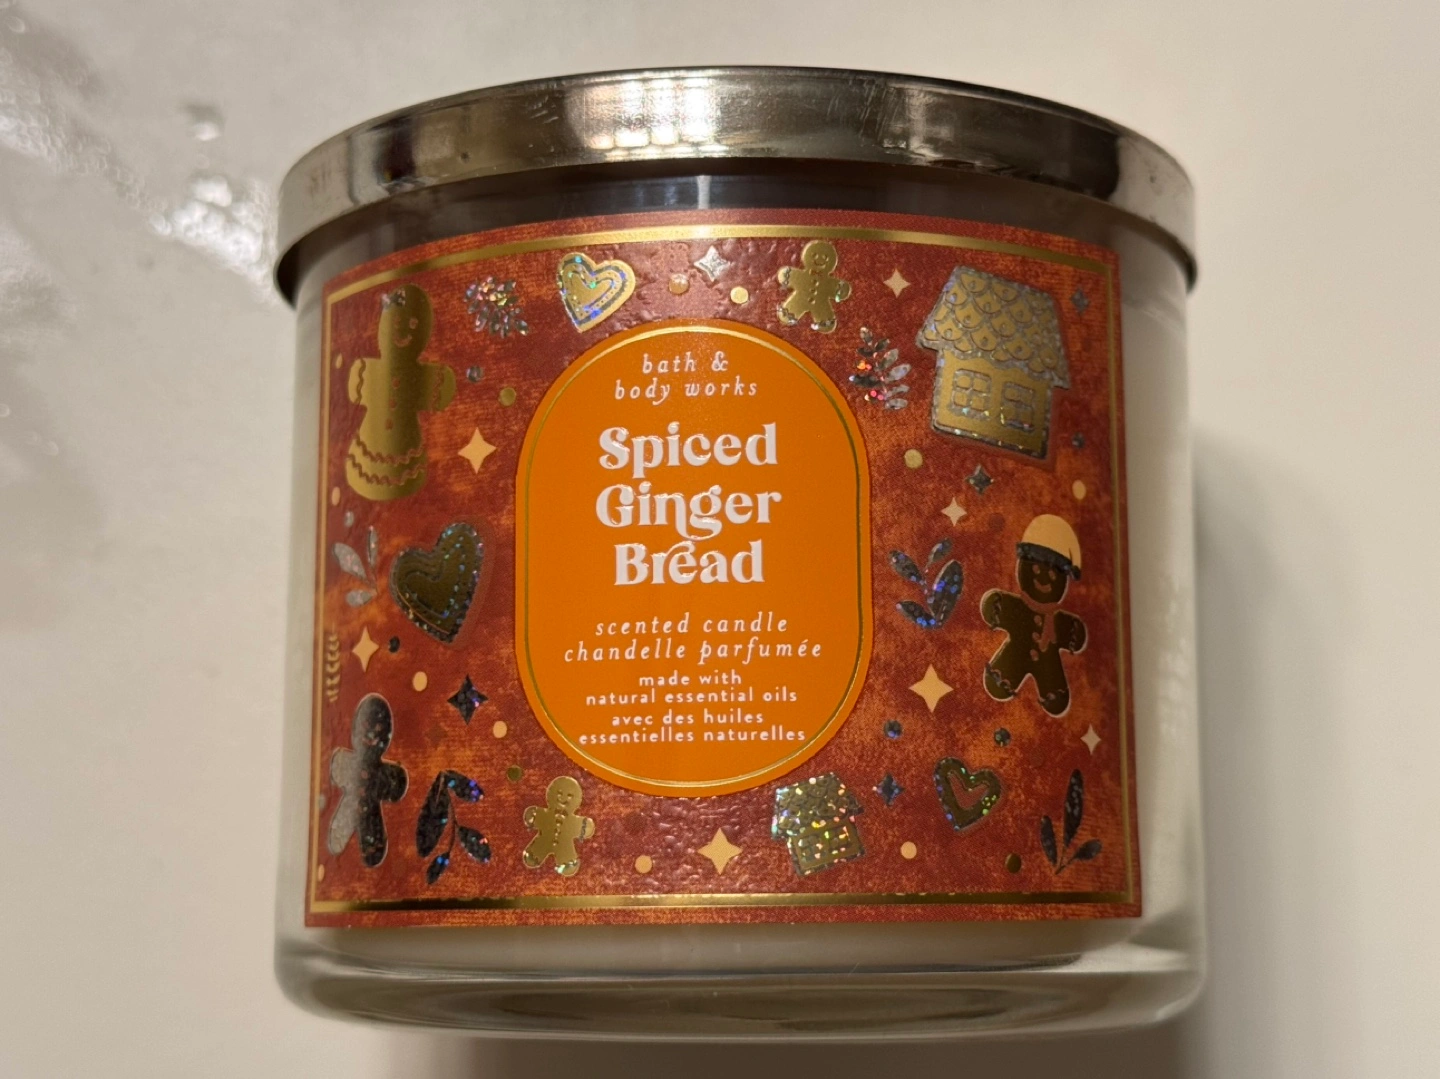 bath &
body works
Spiced
Ginger
Bread
scented candle
chandelle parfumée
made with
natural essential oils
avec des huiles
essentielles naturelles